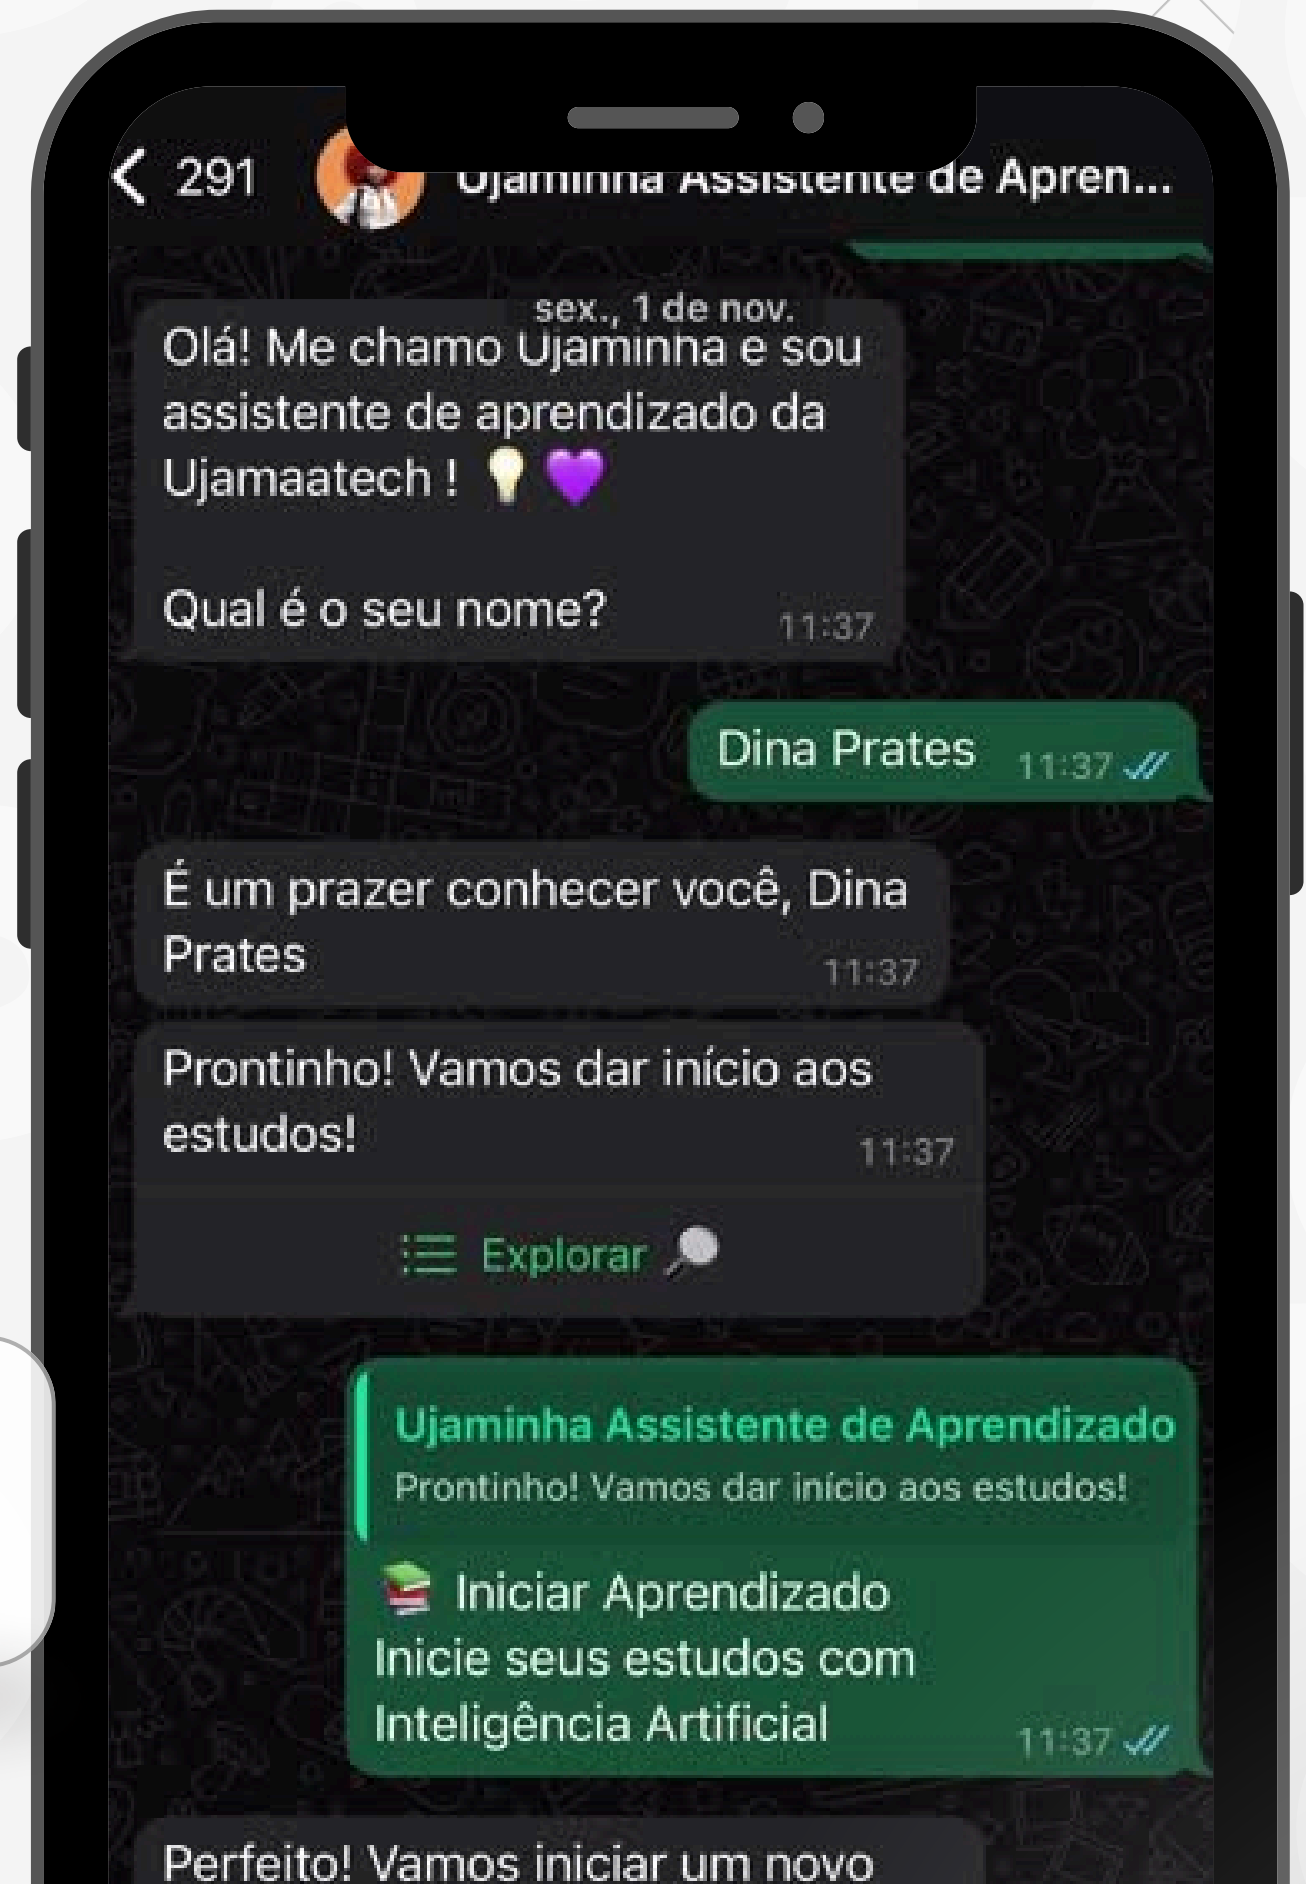 291
Ujaminha Assistente de Apren...
sex., 1 de nov.
Olá! Me chamo Ujaminha e sou
assistente de aprendizado da
Ujamaatech ! 💡 💜
Qual é o seu nome?
11:37
Dina Prates 11:37
É um prazer conhecer você, Dina
Prates
11:37
Prontinho! Vamos dar início aos
estudos!
11:37
Explorar 🔎
Ujaminha Assistente de Aprendizado
Prontinho! Vamos dar início aos estudos!
📚 Iniciar Aprendizado
Inicie seus estudos com
Inteligência Artificial
11:37
Perfeito! Vamos iniciar um novo